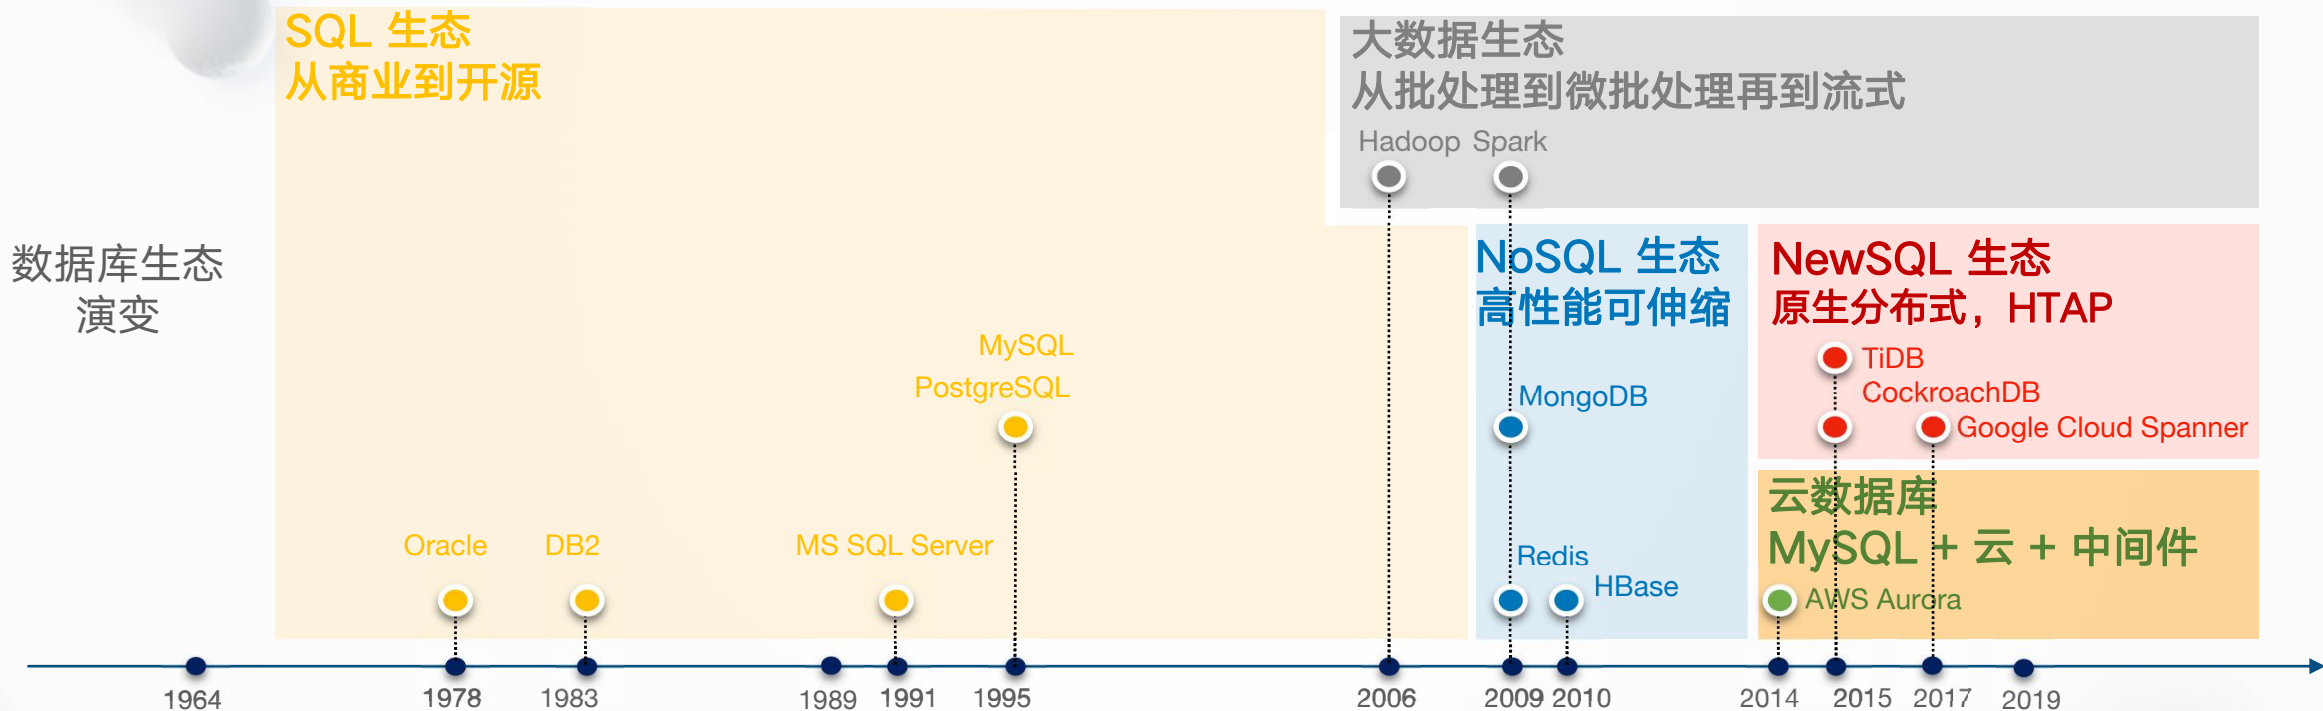 SQL 生态
从商业到开源
大数据生态
从批处理到微批处理再到流式
Hadoop Spark
数据库生态
演变
NoSQL 生态
高性能可伸缩
NewSQL 生态
原生分布式，HTAP
MySQL
PostgreSQL
MongoDB
TiDB
CockroachDB
Google Cloud Spanner
云数据库
MySQL + 云 + 中间件
Oracle
DB2
MS SQL Server
Redis
HBase
AWS Aurora
1964
1978
1983
1989
1991
1995
2006
2009
2010
2014
2015
2017
2019